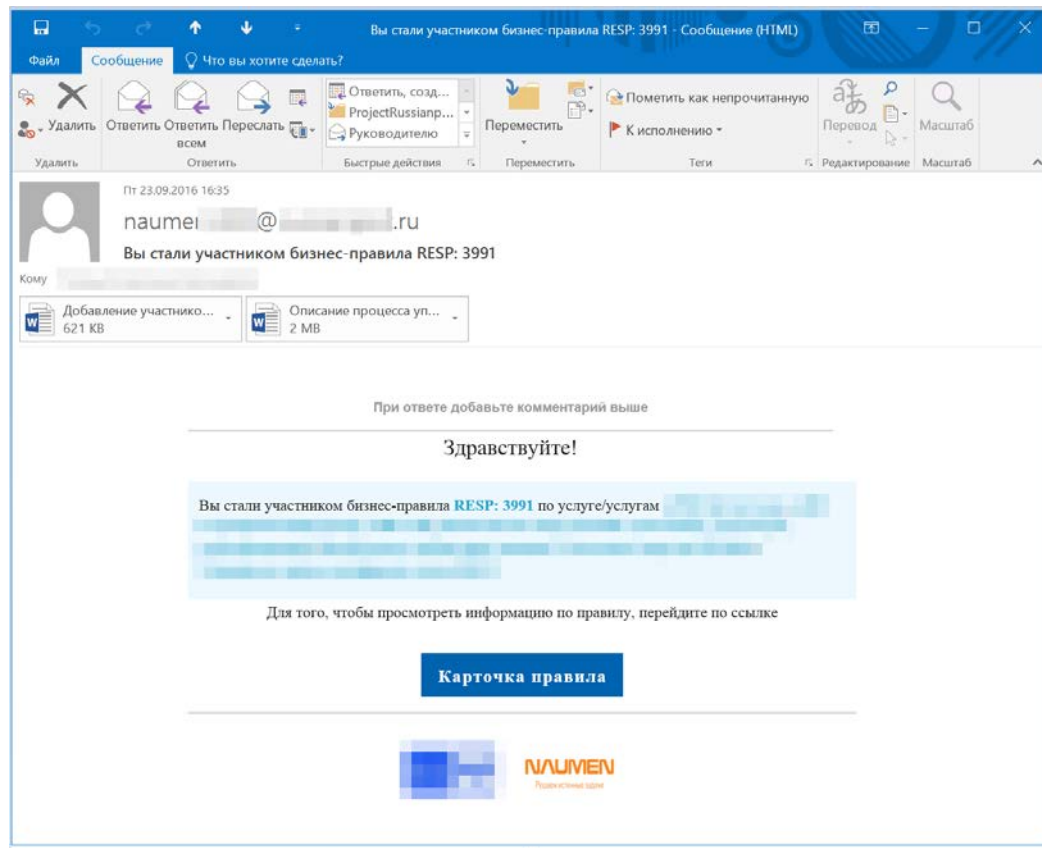 Вы стали участником бизнес-правила RESP: 3991 - Сообщение (HTML)
Файл Сообщение Что вы хотите сделать?
Удалить
Ответить Ответить всем Переслать
Ответить, созд...
ProjectRussianp...
Руководителю
Переместить
Пометить как непрочитанную
К исполнению
Перевод
Масштаб
Удалить Ответить Быстрые действия Переместить Теги Редактирование Масштаб
Пт 23.09.2016 16:35
@ .ru
Вы стали участником бизнес-правила RESP: 3991
Кому
Добавление участнико...
621 KB
Описание процесса уп...
2 MB
При ответе добавьте комментарий выше
Здравствуйте!
Вы стали участником бизнес-правила RESP: 3991 по услуге/услугам
Для того, чтобы просмотреть информацию по правилу, перейдите по ссылке
Карточка правила
NAUMEN